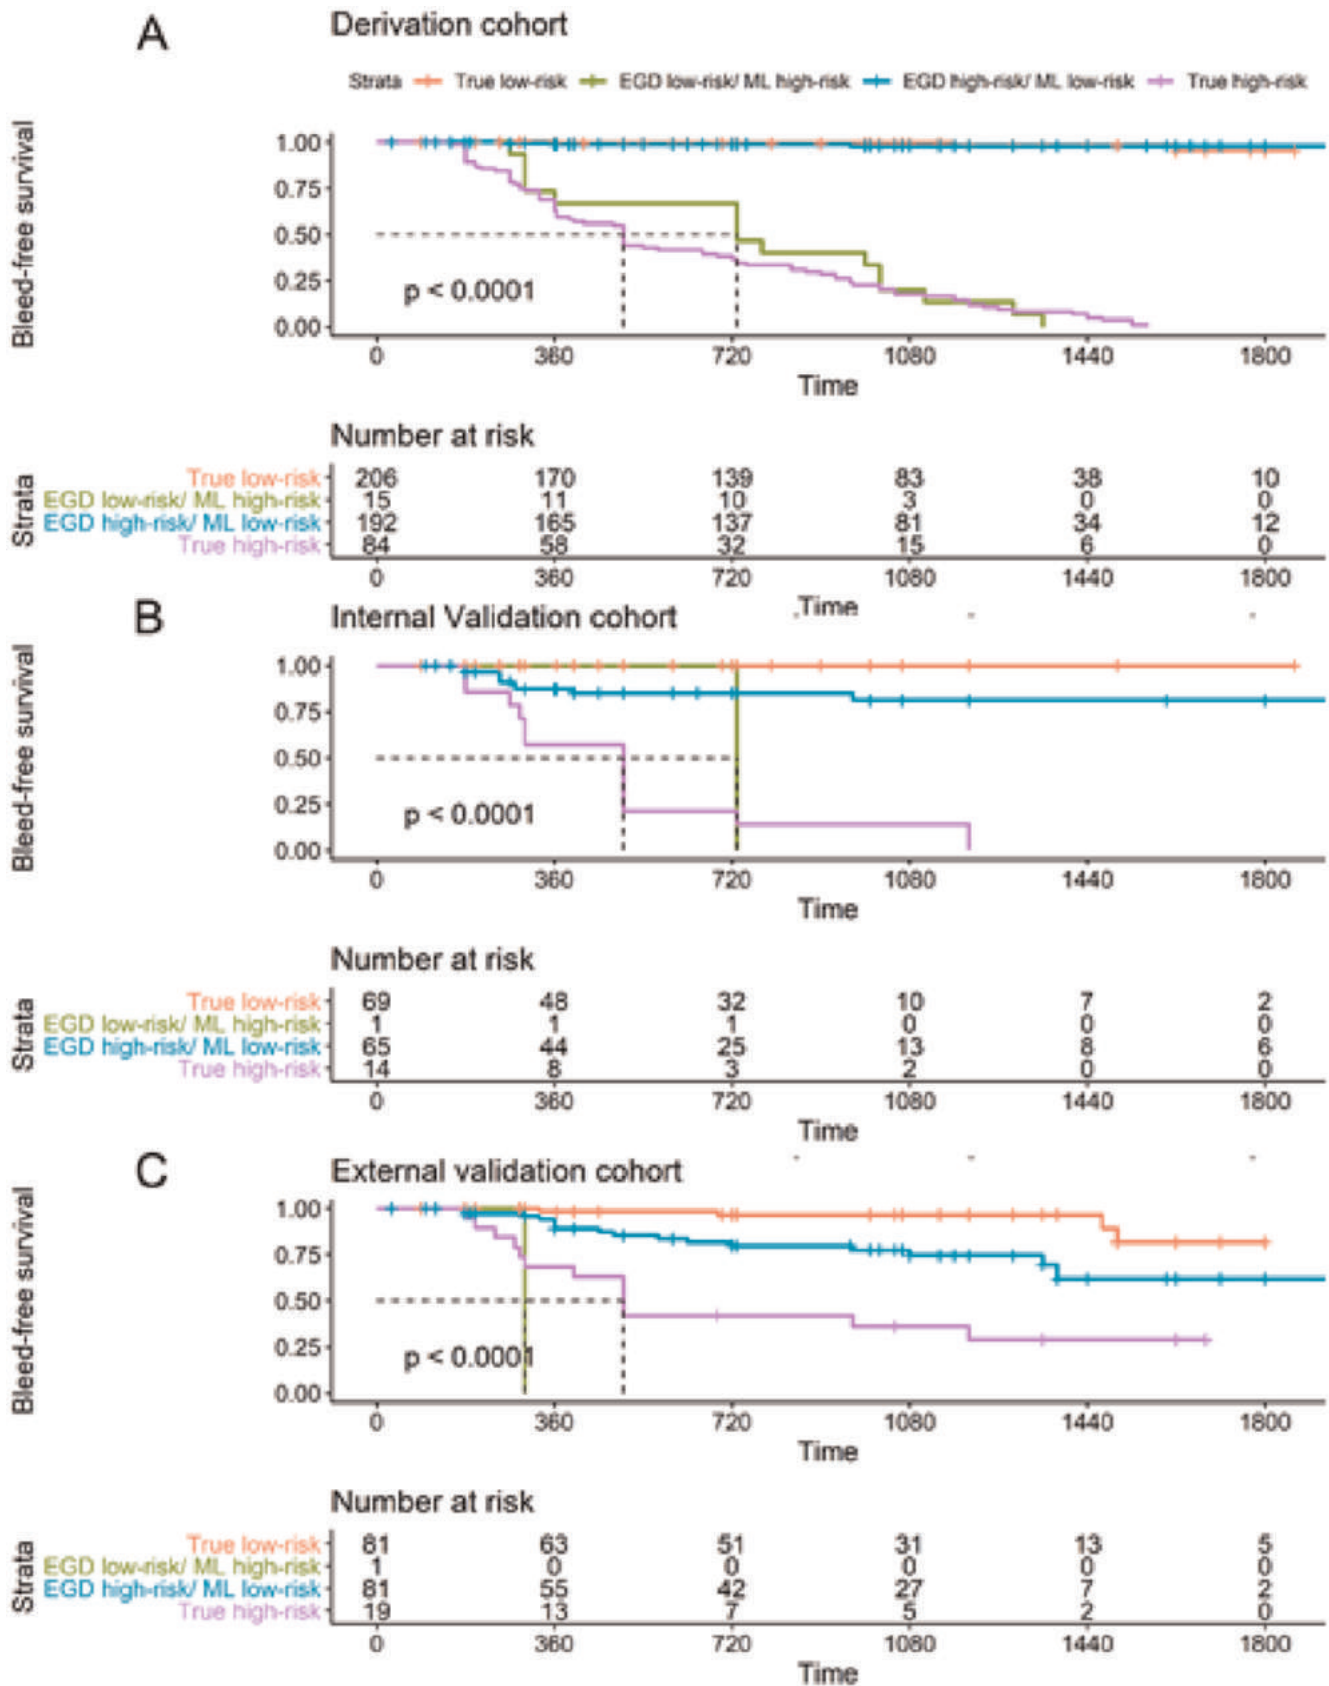 A
Derivation cohort
Strata True low-risk EGD low-risk/ ML high-risk EGD high-risk/ ML low-risk True high-risk
Bleed-free survival
1.00
0.75
0.50
0.25
0.00
p < 0.0001
0 360 720 1080 1440 1800
Time
Number at risk
Strata
True low-risk 206 170 139 83 38 10
EGD low-risk/ ML high-risk 15 11 10 3 0 0
EGD high-risk/ ML low-risk 192 165 137 81 34 12
True high-risk 84 58 32 15 6 0
0 360 720 1080 1440 1800
Time
B
Internal Validation cohort
Bleed-free survival
1.00
0.75
0.50
0.25
0.00
p < 0.0001
0 360 720 1080 1440 1800
Time
Number at risk
Strata
True low-risk 69 48 32 10 7 2
EGD low-risk/ ML high-risk 1 1 1 0 0 0
EGD high-risk/ ML low-risk 65 44 25 13 8 6
True high-risk 14 8 3 2 0 0
0 360 720 1080 1440 1800
Time
C
External validation cohort
Bleed-free survival
1.00
0.75
0.50
0.25
0.00
p < 0.0001
0 360 720 1080 1440 1800
Time
Number at risk
Strata
True low-risk 81 63 51 31 13 5
EGD low-risk/ ML high-risk 1 0 0 0 0 0
EGD high-risk/ ML low-risk 81 55 42 27 7 2
True high-risk 19 13 7 5 2 0
0 360 720 1080 1440 1800
Time